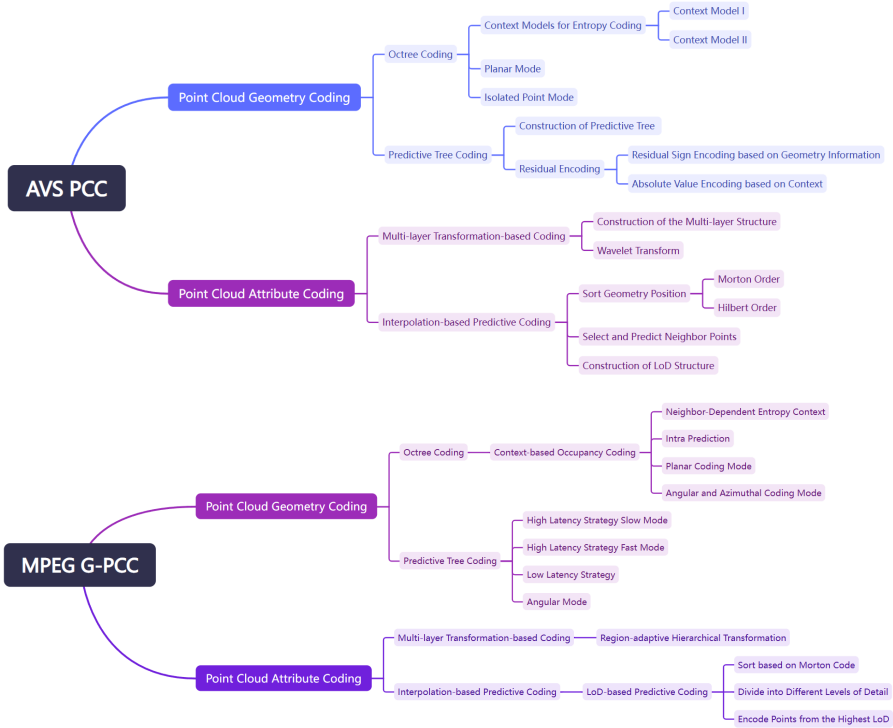 AVS PCC
Point Cloud Geometry Coding
Octree Coding
Context Models for Entropy Coding
Context Model I
Context Model II
Planar Mode
Isolated Point Mode
Predictive Tree Coding
Construction of Predictive Tree
Residual Encoding
Residual Sign Encoding based on Geometry Information
Absolute Value Encoding based on Context
Point Cloud Attribute Coding
Multi-layer Transformation-based Coding
Construction of the Multi-layer Structure
Wavelet Transform
Interpolation-based Predictive Coding
Sort Geometry Position
Morton Order
Hilbert Order
Select and Predict Neighbor Points
Construction of LoD Structure
MPEG G-PCC
Point Cloud Geometry Coding
Octree Coding
Context-based Occupancy Coding
Neighbor-Dependent Entropy Context
Intra Prediction
Planar Coding Mode
Angular and Azimuthal Coding Mode
Predictive Tree Coding
High Latency Strategy Slow Mode
High Latency Strategy Fast Mode
Low Latency Strategy
Angular Mode
Point Cloud Attribute Coding
Multi-layer Transformation-based Coding
Region-adaptive Hierarchical Transformation
Interpolation-based Predictive Coding
LoD-based Predictive Coding
Sort based on Morton Code
Divide into Different Levels of Detail
Encode Points from the Highest LoD